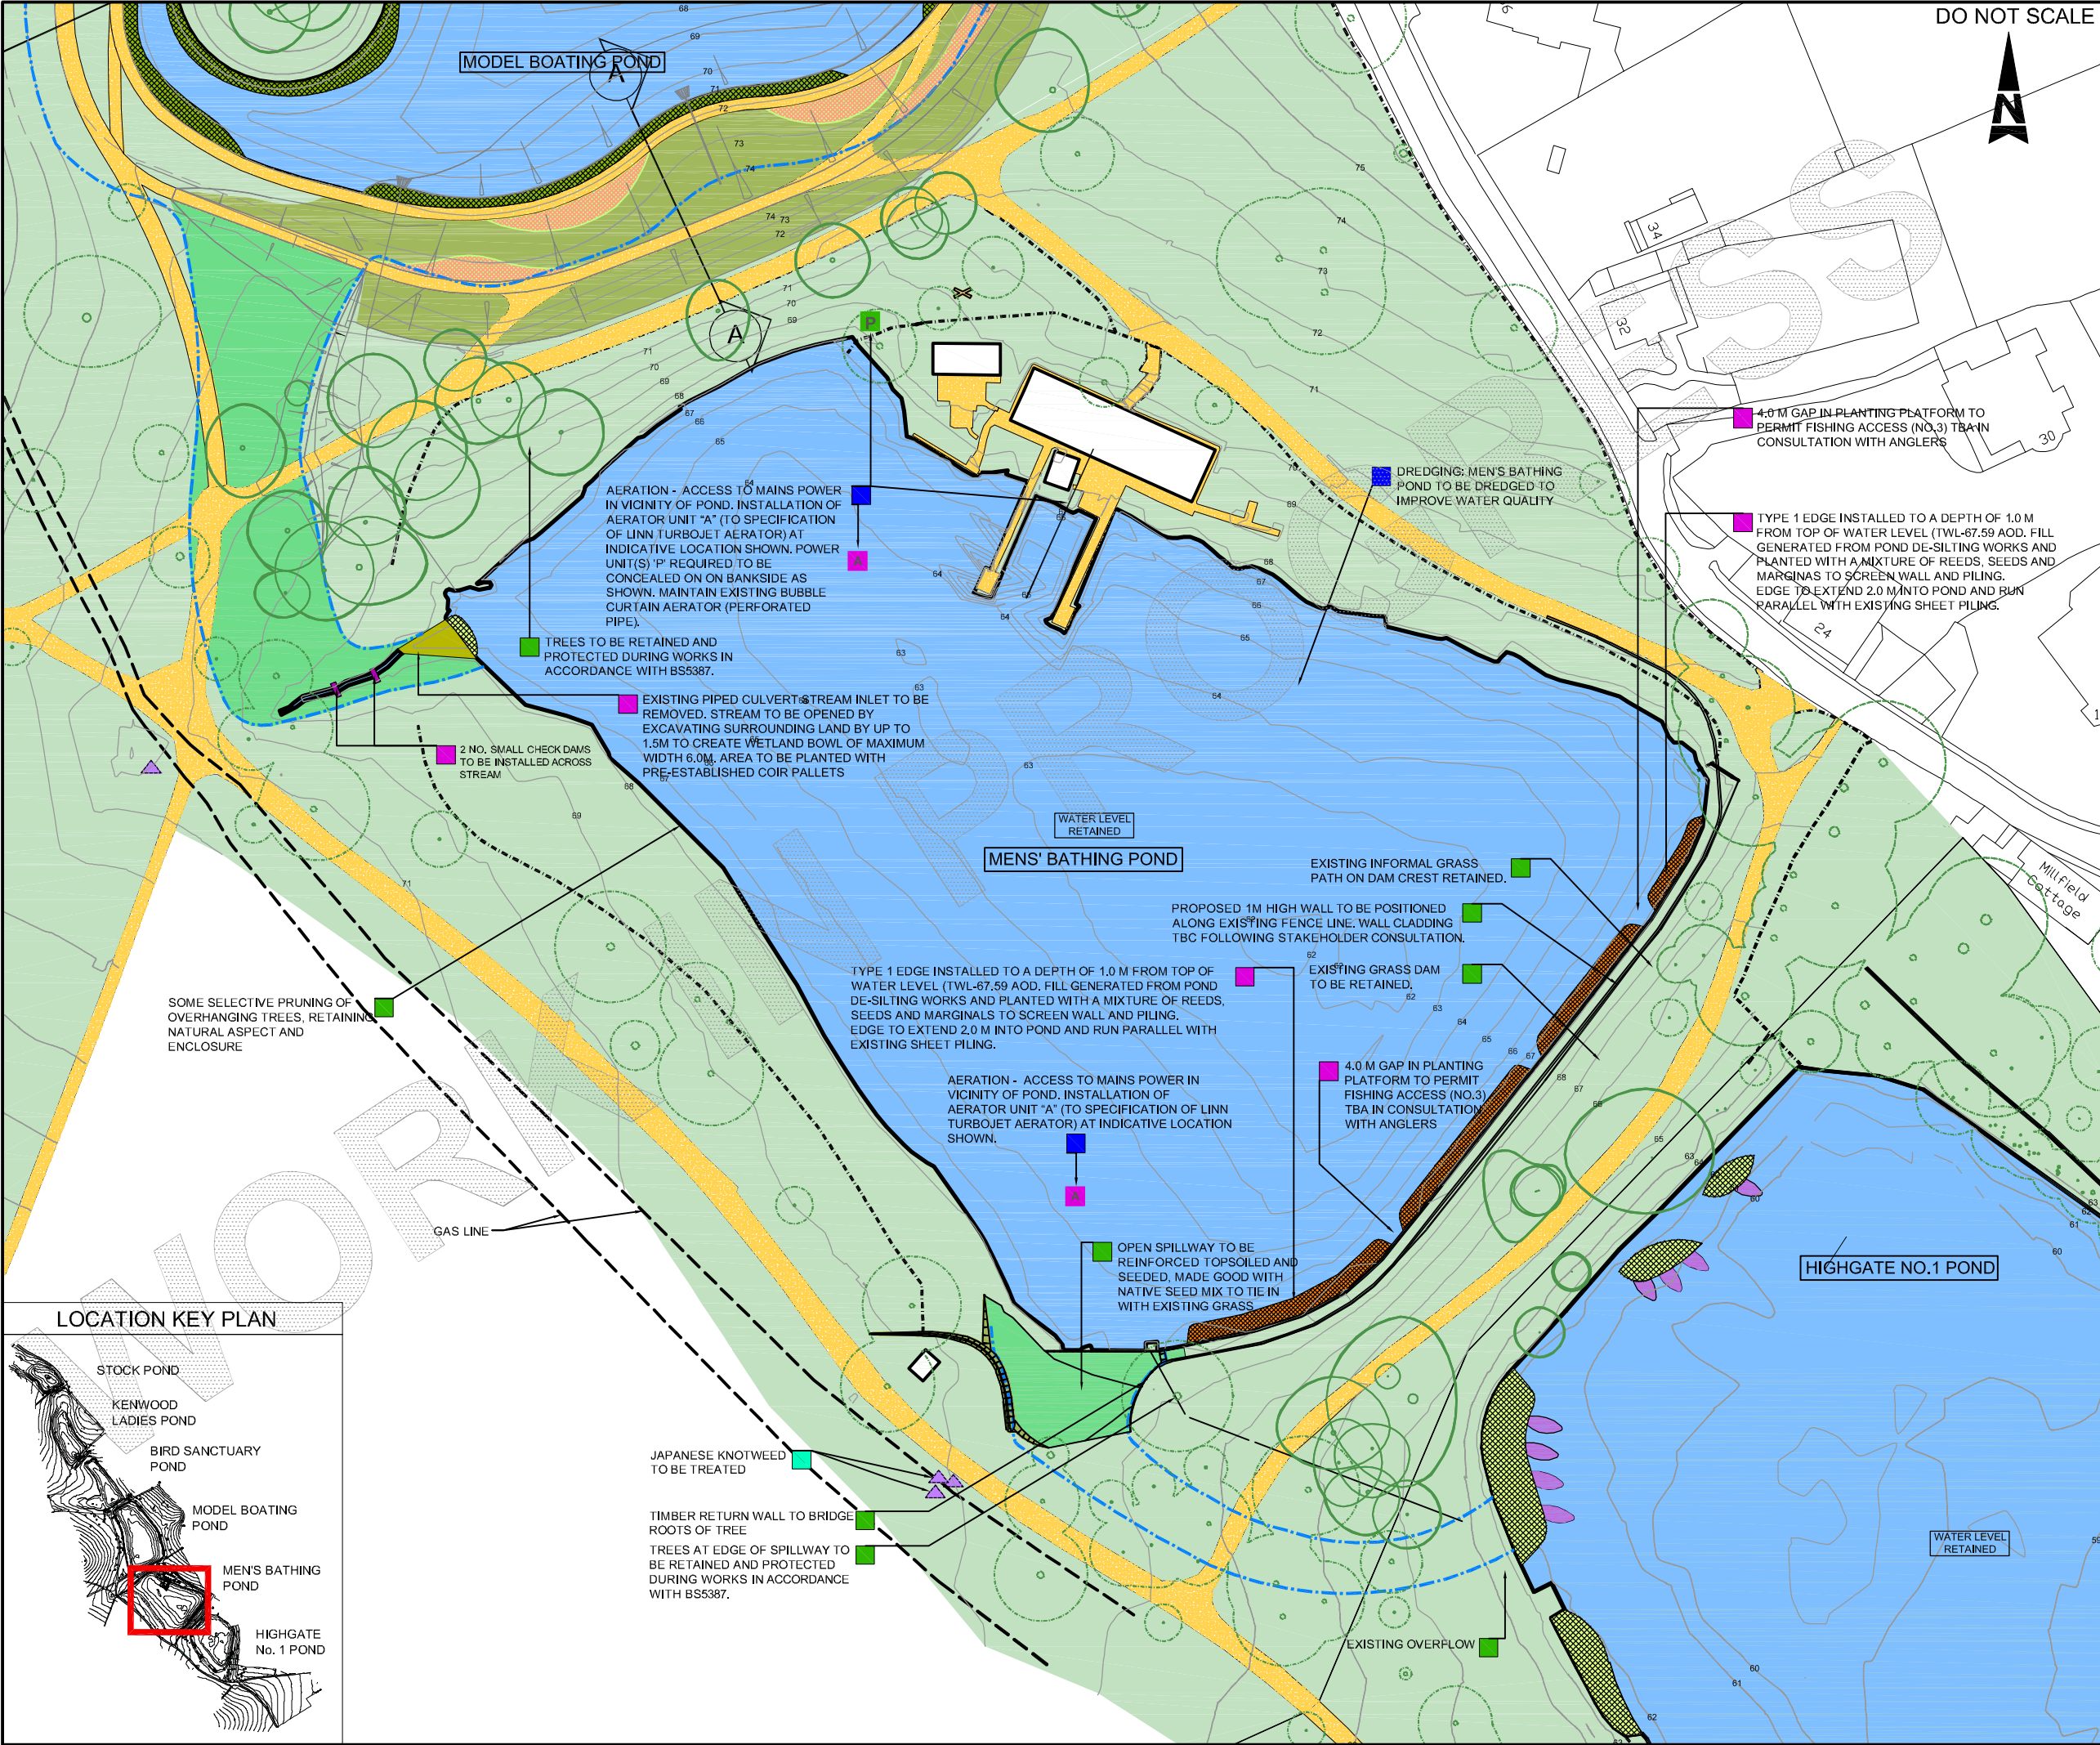 DO NOT SCALE
N
MODEL BOATING POND
A
A
P
34
32
30
24
4.0 M GAP IN PLANTING PLATFORM TO
PERMIT FISHING ACCESS (NO.3) TBA IN
CONSULTATION WITH ANGLERS
DREDGING: MEN'S BATHING
POND TO BE DREDGED TO
IMPROVE WATER QUALITY
AERATION - ACCESS TO MAINS POWER
IN VICINITY OF POND. INSTALLATION OF
AERATOR UNIT "A" (TO SPECIFICATION
OF LINN TURBOJET AERATOR) AT
INDICATIVE LOCATION SHOWN. POWER
UNIT(S) 'P' REQUIRED TO BE
CONCEALED ON ON BANKSIDE AS
SHOWN. MAINTAIN EXISTING BUBBLE
CURTAIN AERATOR (PERFORATED
PIPE).
A
TYPE 1 EDGE INSTALLED TO A DEPTH OF 1.0 M
FROM TOP OF WATER LEVEL (TWL-67.59 AOD. FILL
GENERATED FROM POND DE-SILTING WORKS AND
PLANTED WITH A MIXTURE OF REEDS, SEEDS AND
MARGINAS TO SCREEN WALL AND PILING.
EDGE TO EXTEND 2.0 M INTO POND AND RUN
PARALLEL WITH EXISTING SHEET PILING.
TREES TO BE RETAINED AND
PROTECTED DURING WORKS IN
ACCORDANCE WITH BS5387.
EXISTING PIPED CULVERT STREAM INLET TO BE
REMOVED. STREAM TO BE OPENED BY
EXCAVATING SURROUNDING LAND BY UP TO
1.5M TO CREATE WETLAND BOWL OF MAXIMUM
WIDTH 6.0M. AREA TO BE PLANTED WITH
PRE-ESTABLISHED COIR PALLETS
2 NO. SMALL CHECK DAMS
TO BE INSTALLED ACROSS
STREAM
WATER LEVEL
RETAINED
MENS' BATHING POND
EXISTING INFORMAL GRASS
PATH ON DAM CREST RETAINED.
Millfield
Cottage
PROPOSED 1M HIGH WALL TO BE POSITIONED
ALONG EXISTING FENCE LINE. WALL CLADDING
TBC FOLLOWING STAKEHOLDER CONSULTATION.
EXISTING GRASS DAM
TO BE RETAINED.
TYPE 1 EDGE INSTALLED TO A DEPTH OF 1.0 M FROM TOP OF
WATER LEVEL (TWL-67.59 AOD. FILL GENERATED FROM POND
DE-SILTING WORKS AND PLANTED WITH A MIXTURE OF REEDS,
SEEDS AND MARGINALS TO SCREEN WALL AND PILING.
EDGE TO EXTEND 2.0 M INTO POND AND RUN PARALLEL WITH
EXISTING SHEET PILING.
SOME SELECTIVE PRUNING OF
OVERHANGING TREES, RETAINING
NATURAL ASPECT AND
ENCLOSURE
4.0 M GAP IN PLANTING
PLATFORM TO PERMIT
FISHING ACCESS (NO.3)
TBA IN CONSULTATION
WITH ANGLERS
AERATION - ACCESS TO MAINS POWER IN
VICINITY OF POND. INSTALLATION OF
AERATOR UNIT "A" (TO SPECIFICATION OF LINN
TURBOJET AERATOR) AT INDICATIVE LOCATION
SHOWN.
A
GAS LINE
OPEN SPILLWAY TO BE
REINFORCED TOPSOILED AND
SEEDED, MADE GOOD WITH
NATIVE SEED MIX TO TIE IN
WITH EXISTING GRASS
HIGHGATE NO.1 POND
JAPANESE KNOTWEED
TO BE TREATED
TIMBER RETURN WALL TO BRIDGE
ROOTS OF TREE
TREES AT EDGE OF SPILLWAY TO
BE RETAINED AND PROTECTED
DURING WORKS IN ACCORDANCE
WITH BS5387.
WATER LEVEL
RETAINED
EXISTING OVERFLOW
LOCATION KEY PLAN
STOCK POND
KENWOOD
LADIES POND
BIRD SANCTUARY
POND
MODEL BOATING
POND
MEN'S BATHING
POND
HIGHGATE
No. 1 POND
WORK IN PROGRESS